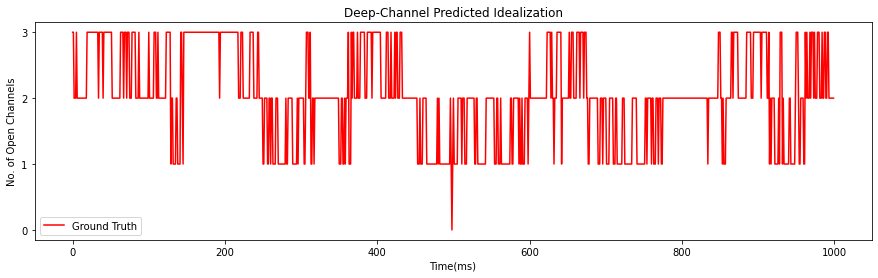 Deep-Channel Predicted Idealization
No. of Open Channels
3
2
1
0
Ground Truth
0 200 400 600 800 1000
Time(ms)